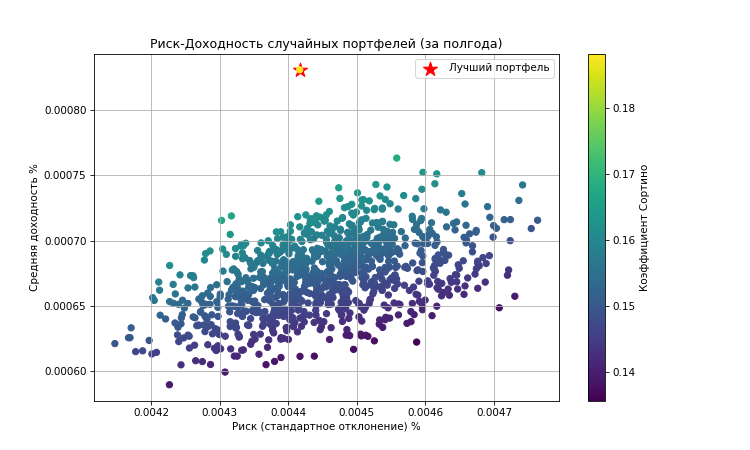 Риск-Доходность случайных портфелей (за полгода)
Лучший портфель
Средняя доходность %
0.00080
0.00075
0.00070
0.00065
0.00060
0.0042 0.0043 0.0044 0.0045 0.0046 0.0047
Риск (стандартное отклонение) %
0.18
0.17
0.16
0.15
0.14
Коэффициент Сортино